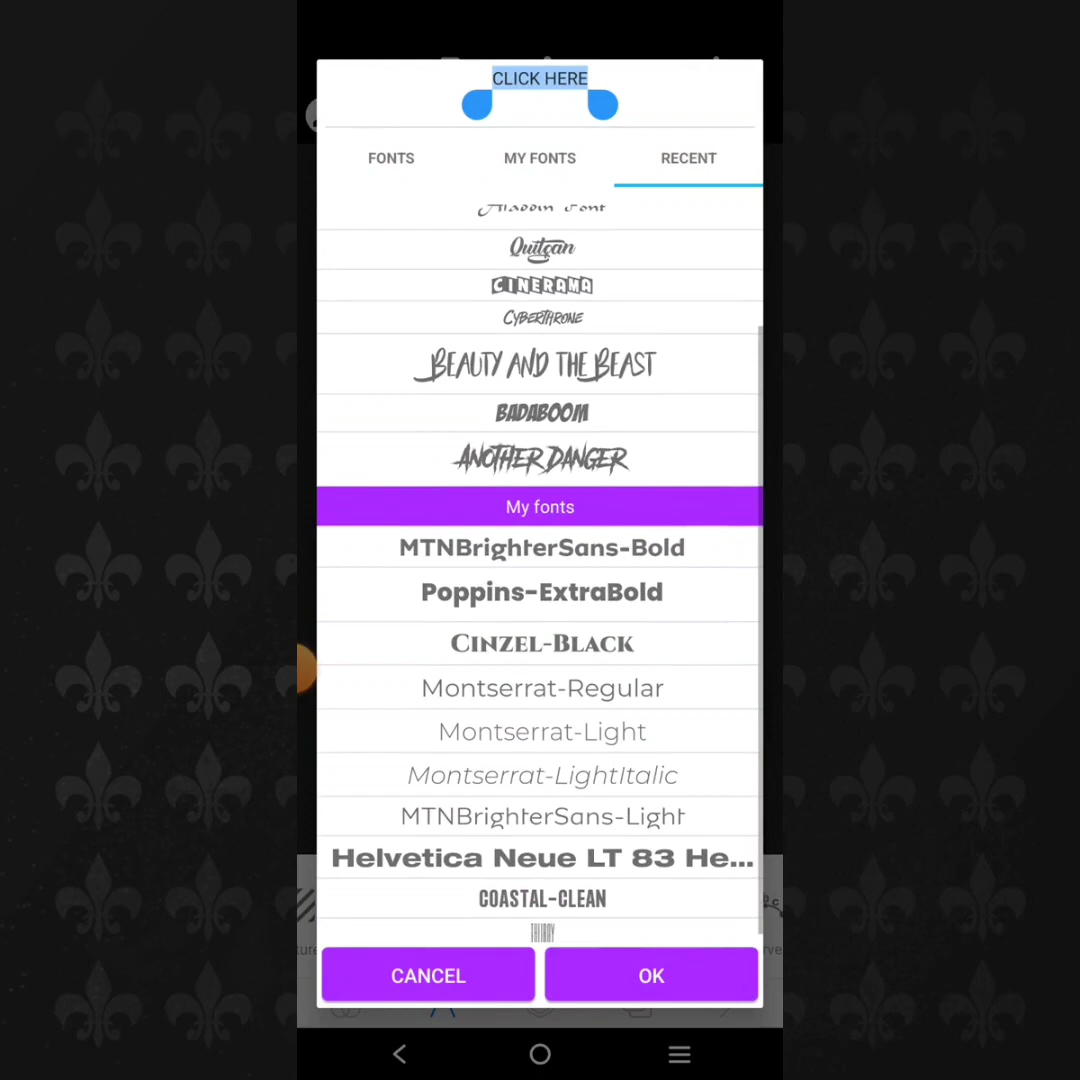 CLICK HERE
FONTS MY FONTS RECENT
Aladdin Font
Quitcan
CINERAMA
CYBERTHRONE
BEAUTY AND THE BEAST
BADABOOM
ANOTHER DANGER
My fonts
MTNBrighterSans-Bold
Poppins-ExtraBold
CINZEL-BLACK
Montserrat-Regular
Montserrat-Light
Montserrat-LightItalic
MTNBrighterSans-Light
Helvetica Neue LT 83 He...
COASTAL-CLEAN
CANCEL OK